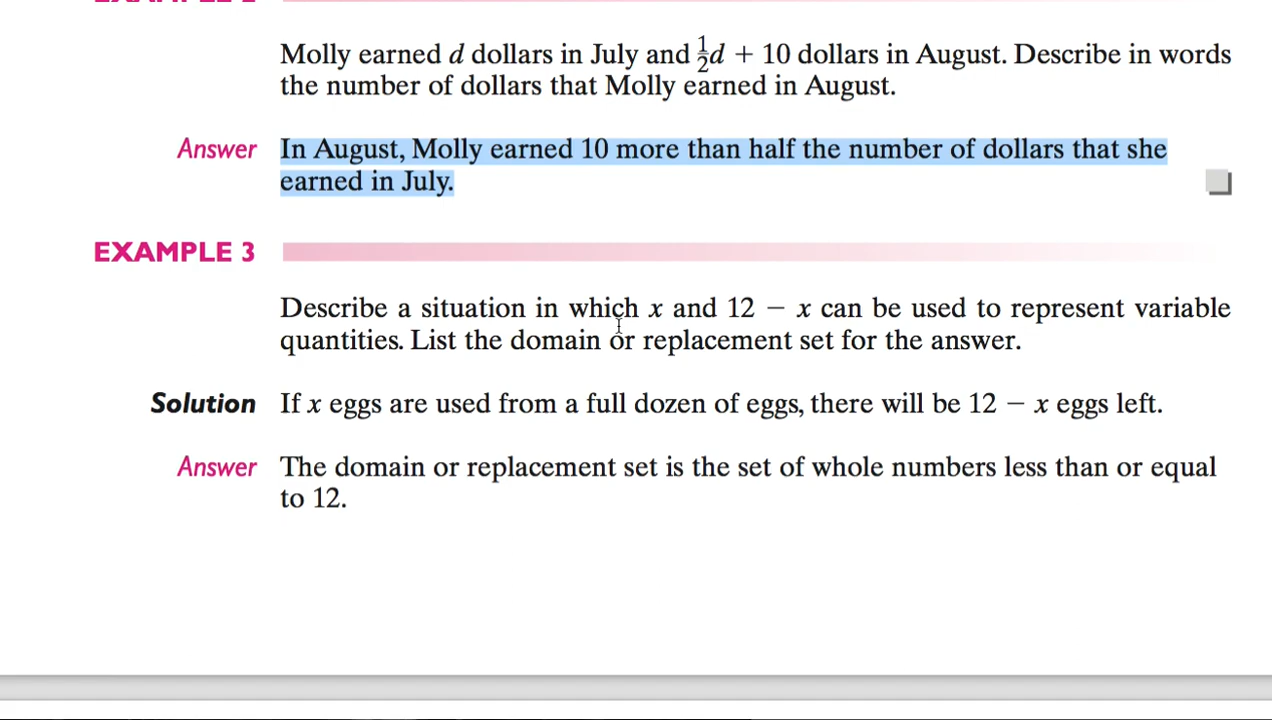 Molly earned d dollars in July and ½d + 10 dollars in August. Describe in words
the number of dollars that Molly earned in August.
Answer In August, Molly earned 10 more than half the number of dollars that she
earned in July.
EXAMPLE 3
Describe a situation in which x and 12 − x can be used to represent variable
quantities. List the domain or replacement set for the answer.
Solution If x eggs are used from a full dozen of eggs, there will be 12 − x eggs left.
Answer The domain or replacement set is the set of whole numbers less than or equal
to 12.